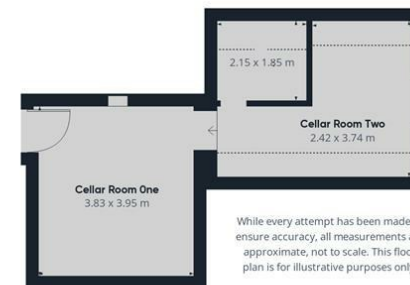 2.15 x 1.85 m
Cellar Room Two
2.42 x 3.74 m
Cellar Room One
3.83 x 3.95 m
While every attempt has been made
ensure accuracy, all measurements
approximate, not to scale. This
plan is for illustrative purposes